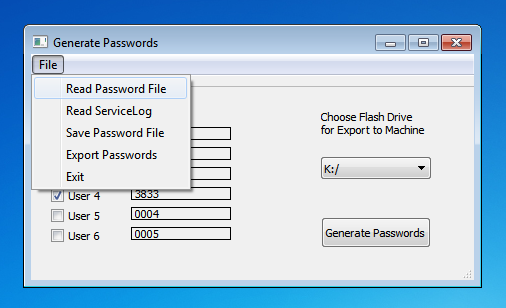 Generate Passwords
File
Read Password File
Read ServiceLog
Save Password File
Export Passwords
Exit
Choose Flash Drive
for Export to Machine
K:/
User 4 3833
User 5 0004
User 6 0005
Generate Passwords